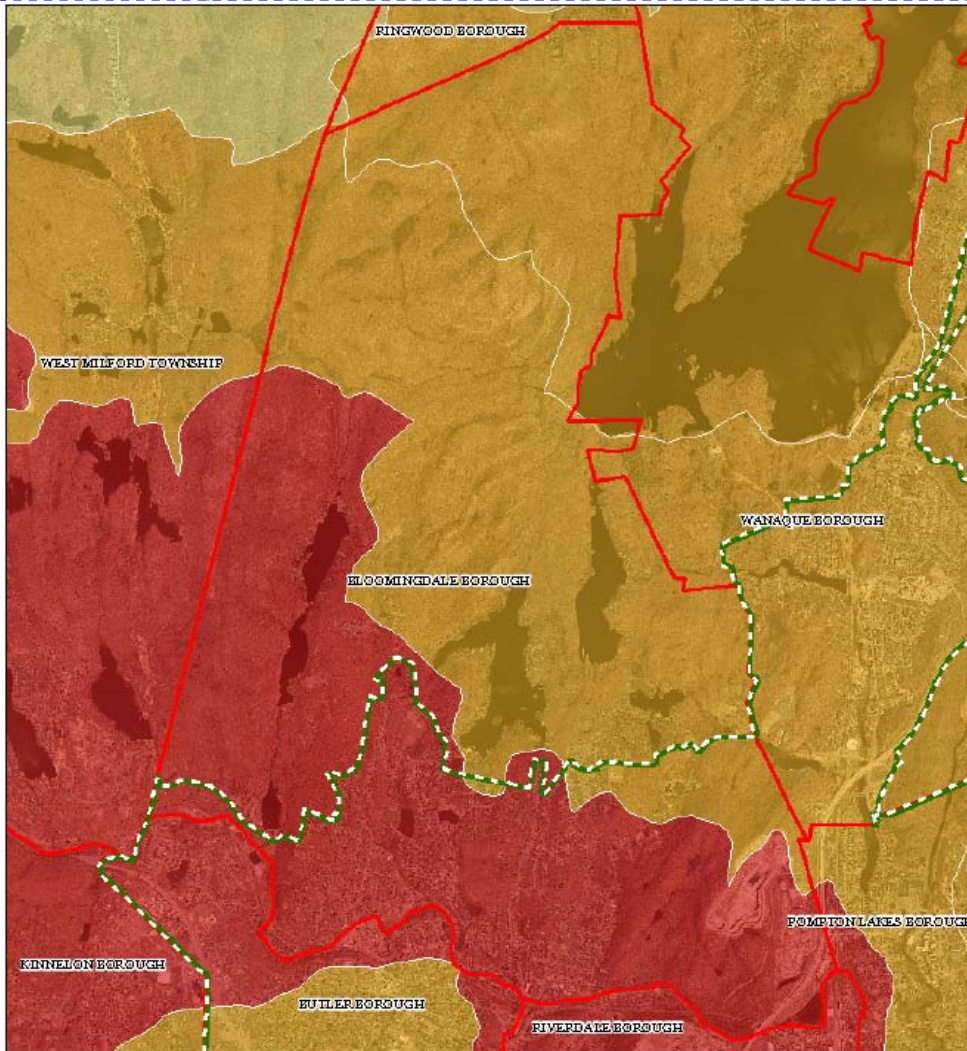 RINGWOOD BOROUGH
WEST MILFORD TOWNSHIP
WANAQUE BOROUGH
BLOOMINGDALE BOROUGH
POMPTON LAKES BOROUGH
KINNELON BOROUGH
BUTLER BOROUGH
RIVERDALE BOROUGH